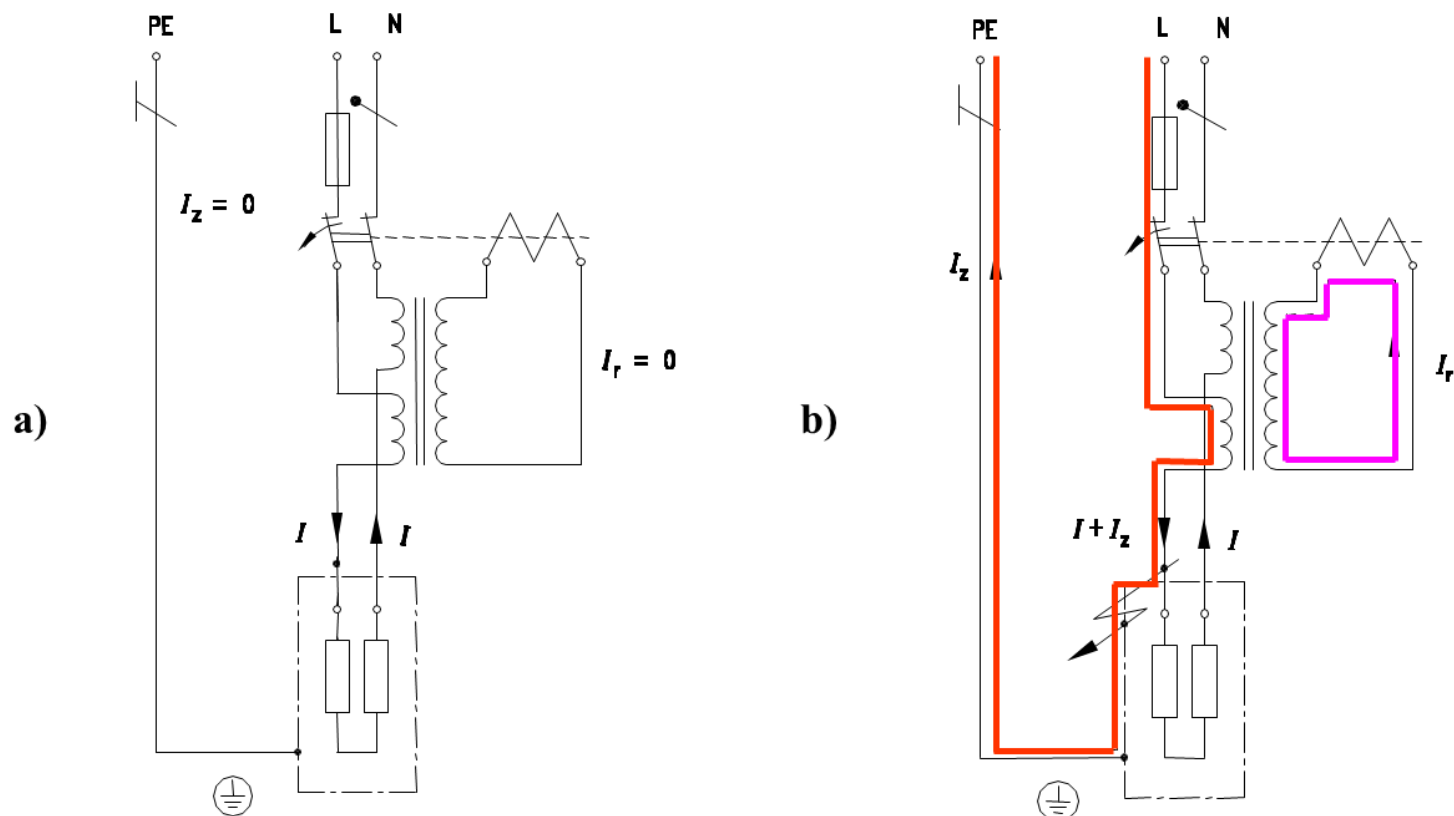 PE L N
I_z = 0
I_r = 0
a)
I I
PE L N
I_z
I_r
b)
I + I_z I